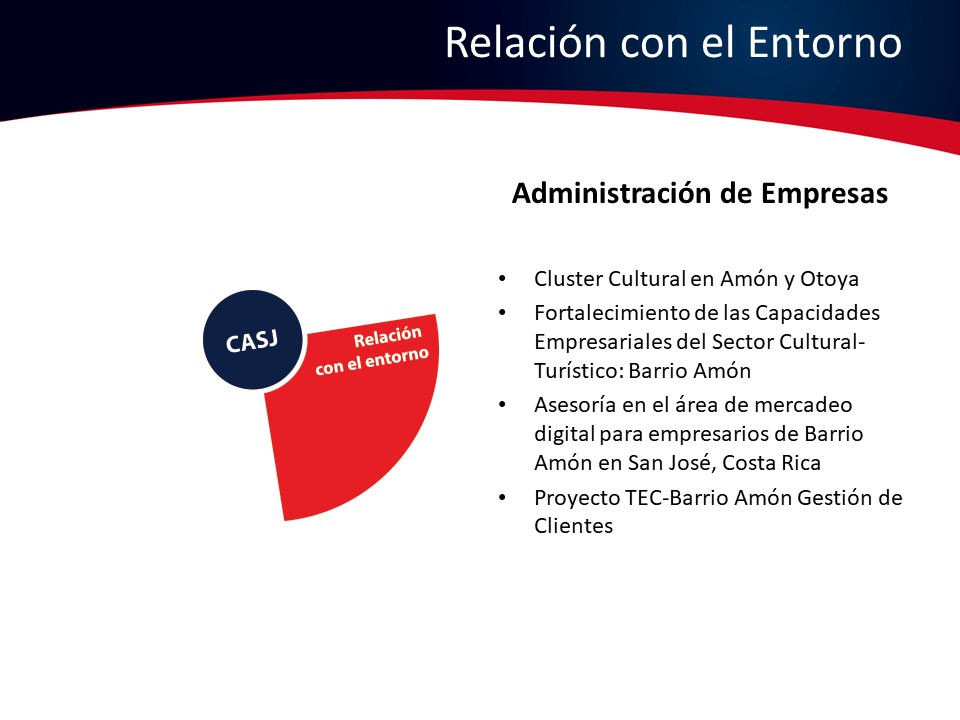 Relación con el Entorno
Administración de Empresas
CASJ
Relación
con el entorno
• Cluster Cultural en Amón y Otoya
• Fortalecimiento de las Capacidades
Empresariales del Sector Cultural-
Turístico: Barrio Amón
• Asesoría en el área de mercadeo
digital para empresarios de Barrio
Amón en San José, Costa Rica
• Proyecto TEC-Barrio Amón Gestión de
Clientes